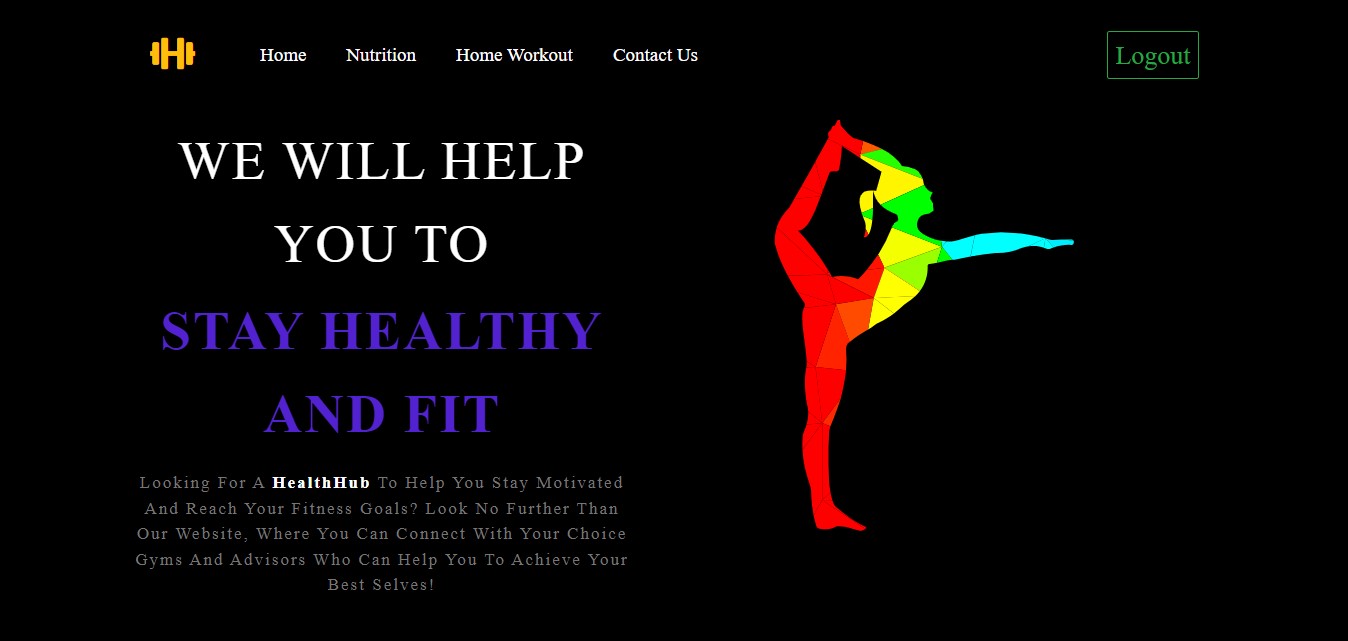 Home Nutrition Home Workout Contact Us Logout
WE WILL HELP
YOU TO
STAY HEALTHY
AND FIT
Looking For A HealthHub To Help You Stay Motivated
And Reach Your Fitness Goals? Look No Further Than
Our Website, Where You Can Connect With Your Choice
Gyms And Advisors Who Can Help You To Achieve Your
Best Selves!